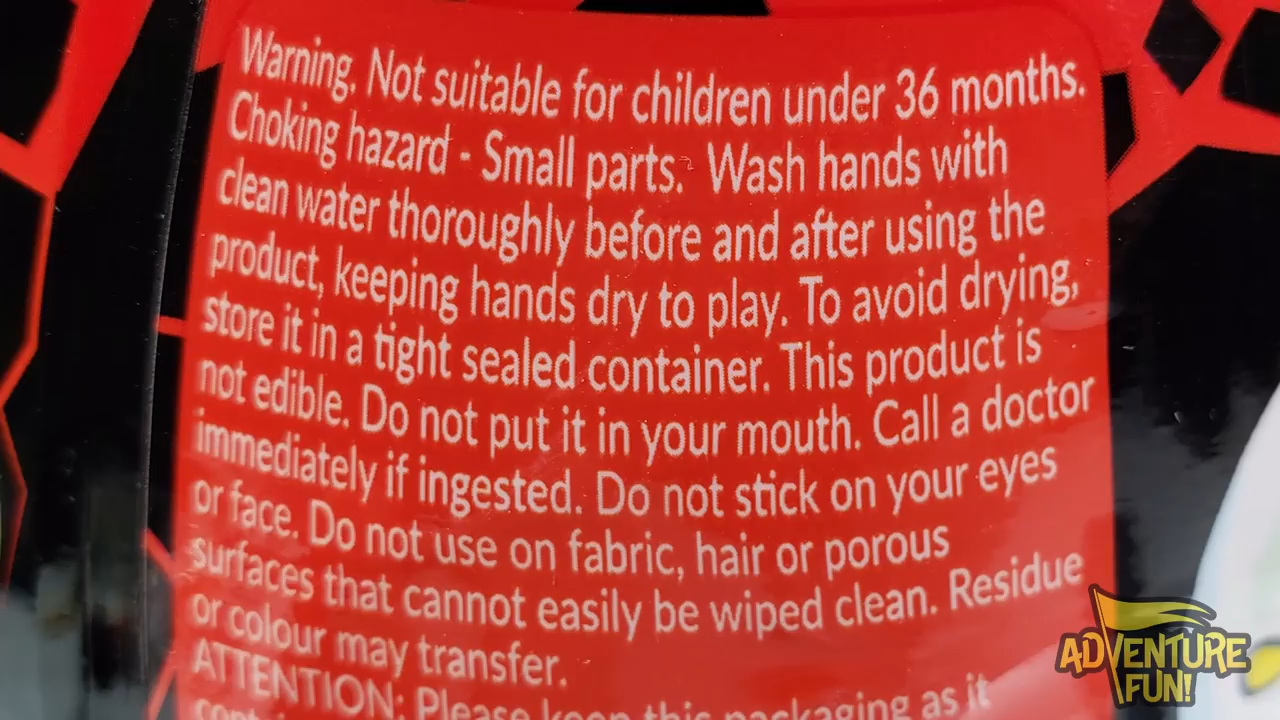 Warning. Not suitable for children under 36 months.
Choking hazard - Small parts. Wash hands with
clean water thoroughly before and after using the
product, keeping hands dry to play. To avoid drying,
store it in a tight sealed container. This product is
not edible. Do not put it in your mouth. Call a doctor
immediately if ingested. Do not stick on your eyes
or face. Do not use on fabric, hair or porous
surfaces that cannot easily be wiped clean. Residue
or colour may transfer.
ATTENTION: Please keep this packaging as it
ADVENTURE
FUN!